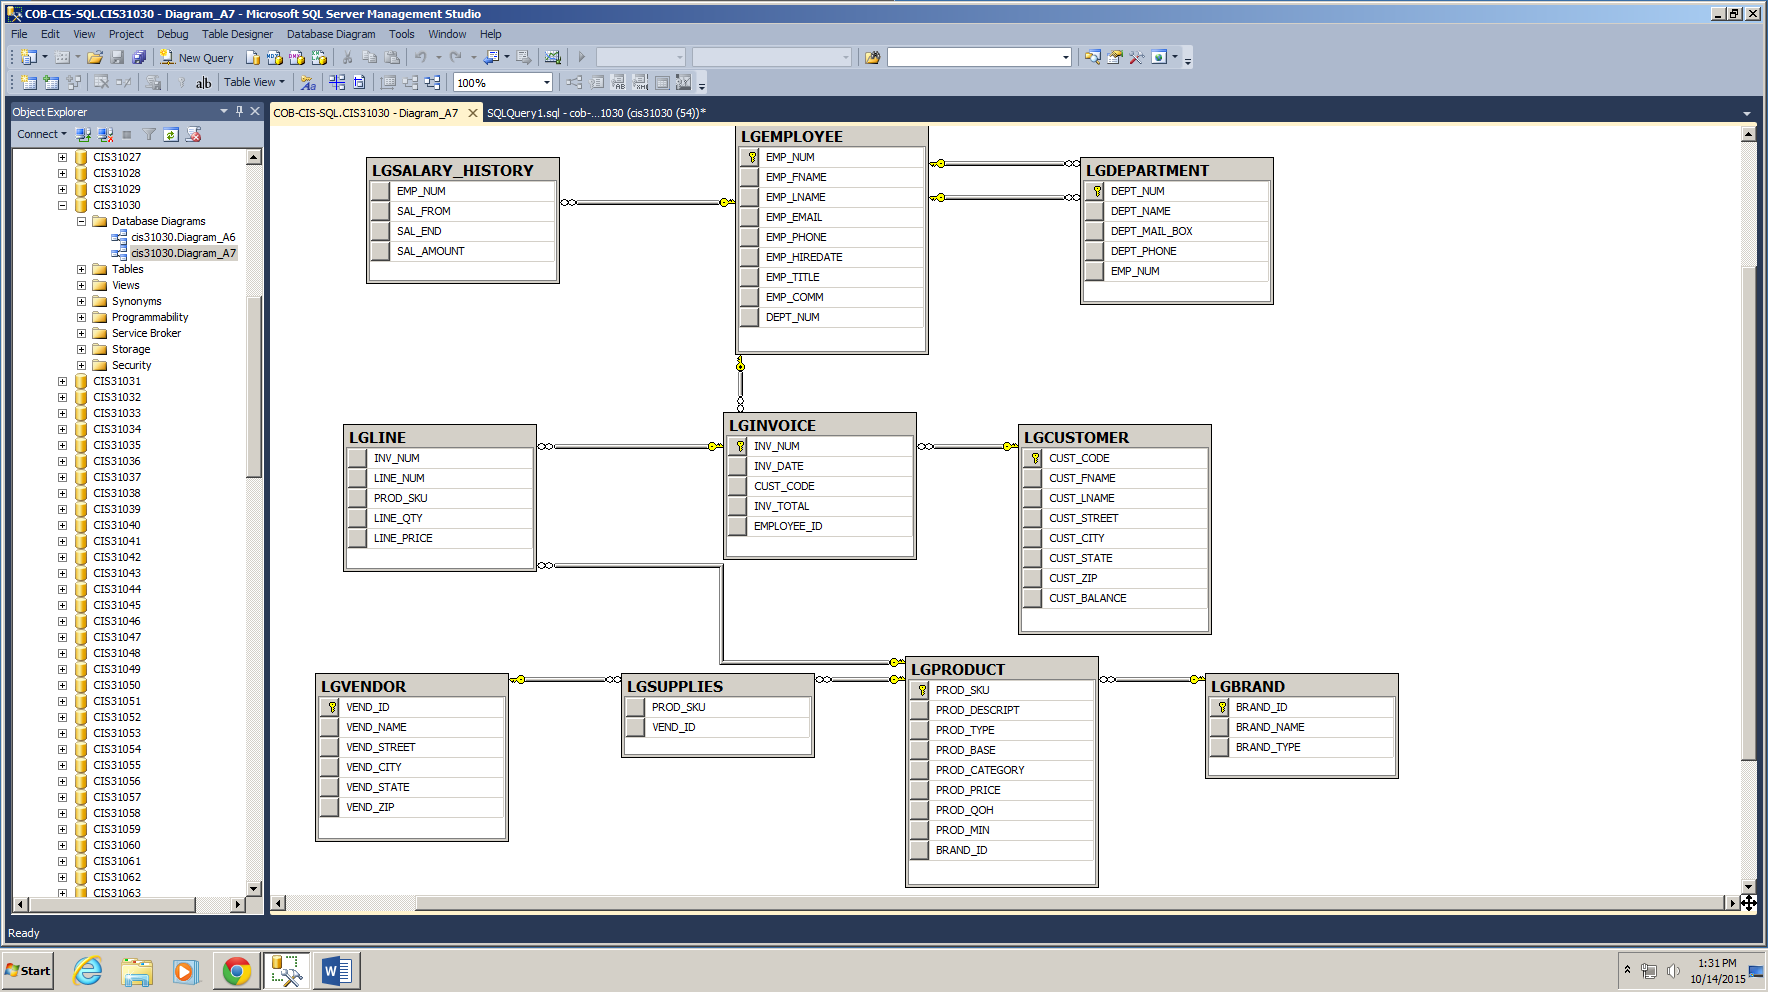 COB-CIS-SQL.CIS31030 - Diagram_A7 - Microsoft SQL Server Management Studio
File Edit View Project Debug Table Designer Database Diagram Tools Window Help
New Query
ab Table View 100%
Object Explorer
Connect
CIS31027
CIS31028
CIS31029
CIS31030
Database Diagrams
cis31030.Diagram_A6
cis31030.Diagram_A7
Tables
Views
Synonyms
Programmability
Service Broker
Storage
Security
CIS31031
CIS31032
CIS31033
CIS31034
CIS31035
CIS31036
CIS31037
CIS31038
CIS31039
CIS31040
CIS31041
CIS31042
CIS31043
CIS31044
CIS31045
CIS31046
CIS31047
CIS31048
CIS31049
CIS31050
CIS31051
CIS31052
CIS31053
CIS31054
CIS31055
CIS31056
CIS31057
CIS31058
CIS31059
CIS31060
CIS31061
CIS31062
CIS31063
COB-CIS-SQL.CIS31030 - Diagram_A7
SQLQuery1.sql - cob-...1030 (cis31030 (54))*
LGSALARY_HISTORY
EMP_NUM
SAL_FROM
SAL_END
SAL_AMOUNT
LGEMPLOYEE
EMP_NUM
EMP_FNAME
EMP_LNAME
EMP_EMAIL
EMP_PHONE
EMP_HIREDATE
EMP_TITLE
EMP_COMM
DEPT_NUM
LGDEPARTMENT
DEPT_NUM
DEPT_NAME
DEPT_MAIL_BOX
DEPT_PHONE
EMP_NUM
LGLINE
INV_NUM
LINE_NUM
PROD_SKU
LINE_QTY
LINE_PRICE
LGINVOICE
INV_NUM
INV_DATE
CUST_CODE
INV_TOTAL
EMPLOYEE_ID
LGCUSTOMER
CUST_CODE
CUST_FNAME
CUST_LNAME
CUST_STREET
CUST_CITY
CUST_STATE
CUST_ZIP
CUST_BALANCE
LGVENDOR
VEND_ID
VEND_NAME
VEND_STREET
VEND_CITY
VEND_STATE
VEND_ZIP
LGSUPPLIES
PROD_SKU
VEND_ID
LGPRODUCT
PROD_SKU
PROD_DESCRIPT
PROD_TYPE
PROD_BASE
PROD_CATEGORY
PROD_PRICE
PROD_QOH
PROD_MIN
BRAND_ID
LGBRAND
BRAND_ID
BRAND_NAME
BRAND_TYPE
Ready
Start
1:31 PM
10/14/2015